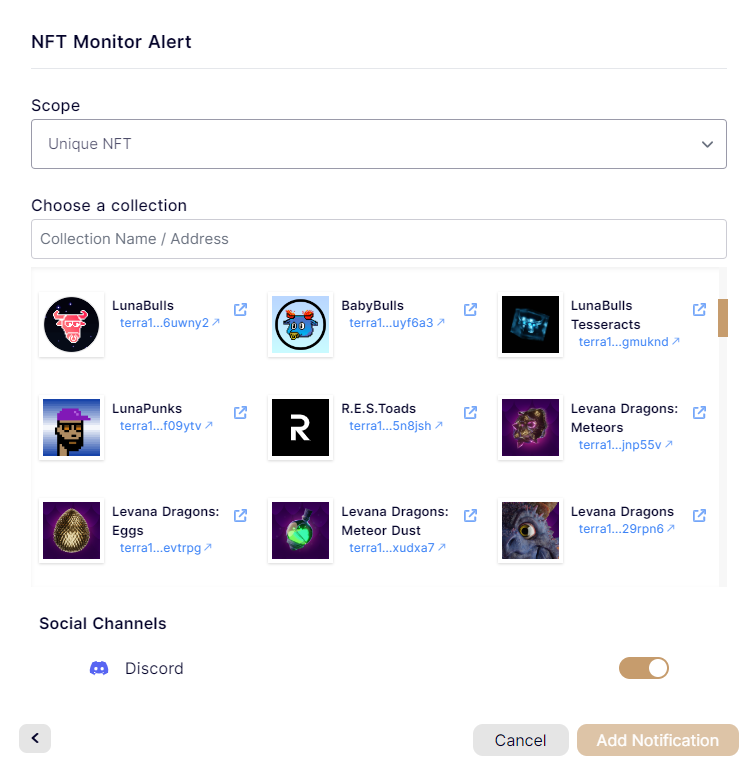 NFT Monitor Alert
Scope
Unique NFT
Choose a collection
Collection Name / Address
LunaBulls
terra1...6uwny2
BabyBulls
terra1...uyf6a3
LunaBulls
Tesseracts
terra1...gmuknd
LunaPunks
terra1...f09ytv
R.E.S.Toads
terra1...5n8jsh
Levana Dragons:
Meteors
terra1...jnp55v
Levana Dragons:
Eggs
terra1...evtrpg
Levana Dragons:
Meteor Dust
terra1...xudxa7
Levana Dragons
terra1...29rpn6
Social Channels
Discord
Cancel
Add Notification